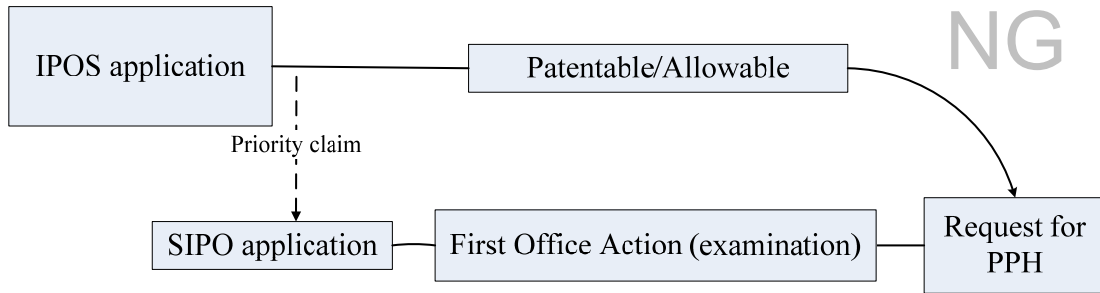 NG
IPOS application
Patentable/Allowable
Priority claim
SIPO application
First Office Action (examination)
Request for
PPH